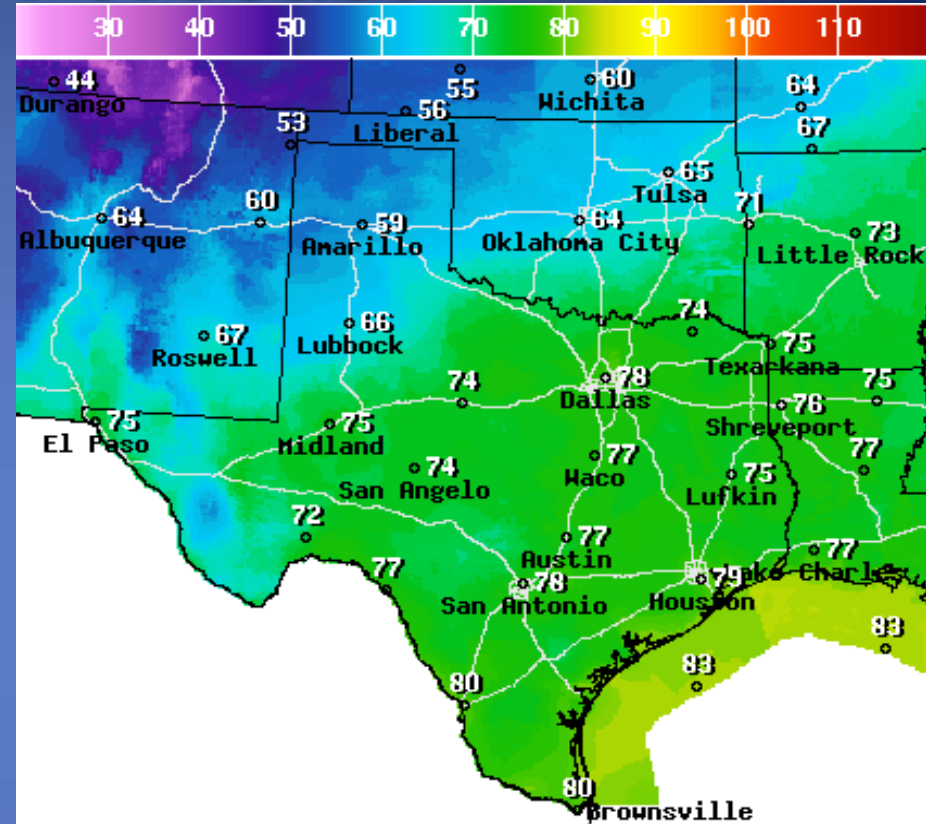 30 40 50 60 70 80 90 100 110
44
Durango
55
60
Wichita
56
Liberal
64
53
67
65
Tulsa
64
Albuquerque
60
59
Amarillo
64
Oklahoma City
71
73
Little Rock
67
Roswell
66
Lubbock
74
75
Texarkana
78
Dallas
74
75
76
Shreveport
75
El Paso
75
Midland
77
Waco
77
74
San Angelo
75
Lufkin
72
77
Austin
77
Lake Charle
77
78
San Antonio
79
Houston
83
83
80
80
Brownsville